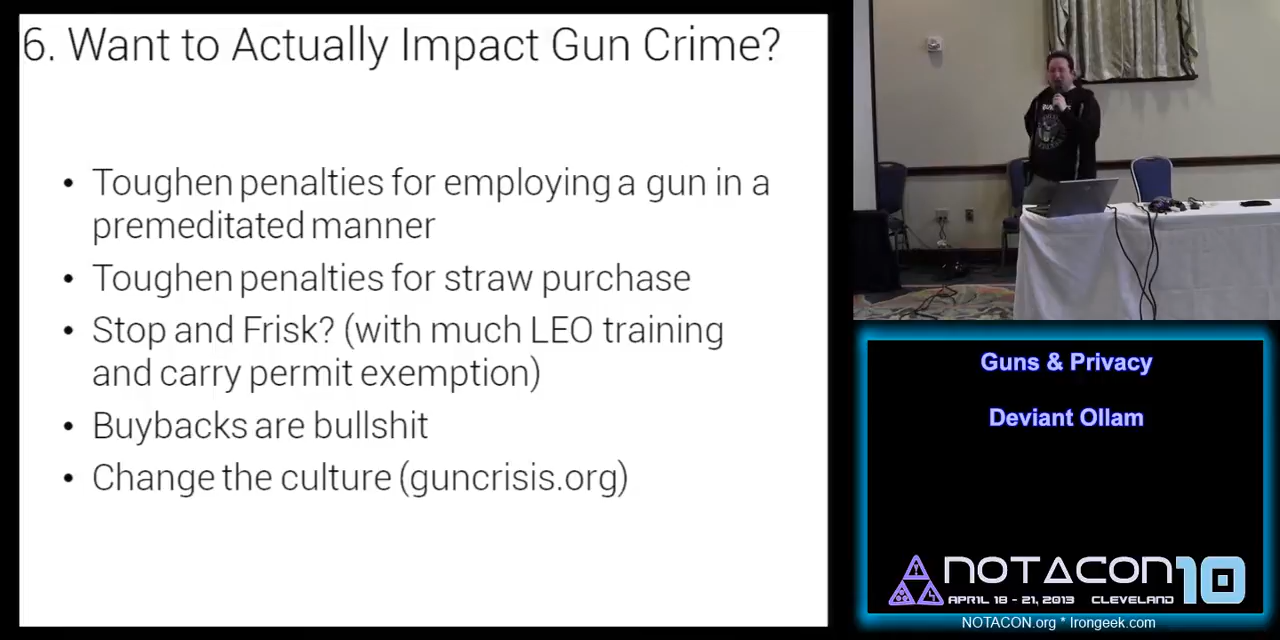 6. Want to Actually Impact Gun Crime?
• Toughen penalties for employing a gun in a
premeditated manner
• Toughen penalties for straw purchase
• Stop and Frisk? (with much LEO training
and carry permit exemption)
• Buybacks are bullshit
• Change the culture (guncrisis.org)
Guns & Privacy
Deviant Ollam
NOTACON 10
APRIL 18 - 21, 2013 CLEVELAND
NOTACON.org * Irongeek.com